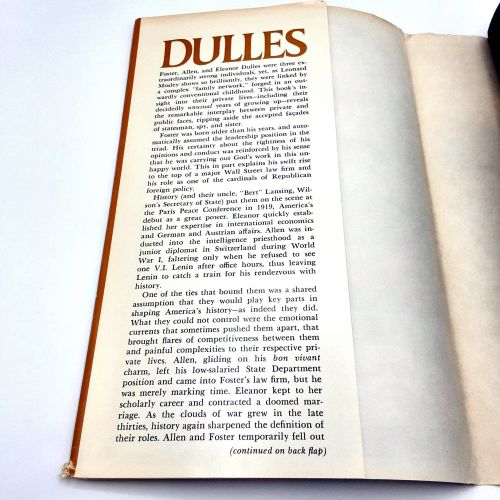 DULLES
Foster, Allen, and Eleanor Dulles were three ex-
traordinarily strong individuals, yet, as Leonard
Mosley shows so brilliantly, they were linked by
a complex "family network," forged in an out-
wardly conventional childhood. This book's in-
sight into their private lives—including their
decidedly unusual years of growing up—reveals
the remarkable interplay between private and
public faces, ripping aside the accepted façades
of statesman, spy, and sister.
Foster was born older than his years, and auto-
matically assumed the leadership position in the
triad. His certainty about the rightness of his
opinions and conduct was reinforced by his sense
that he was carrying out God's work in this un-
happy world. This in part explains his swift rise
to the top of a major Wall Street law firm and
his role as one of the cardinals of Republican
foreign policy.
History (and their uncle, "Bert" Lansing, Wil-
son's Secretary of State) put them on the scene at
the Paris Peace Conference in 1919, America's
debut as a great power. Eleanor quickly estab-
lished her expertise in international economics
and German and Austrian affairs. Allen was in-
ducted into the intelligence priesthood as a
junior diplomat in Switzerland during World
War I, faltering only when he refused to see
one V.I. Lenin after office hours, thus leaving
Lenin to catch a train for his rendezvous with
history.
One of the ties that bound them was a shared
assumption that they would play key parts in
shaping America's history—as indeed they did.
What they could not control were the emotional
currents that sometimes pushed them apart, that
brought flares of competitiveness between them
and painful complexities to their respective pri-
vate lives. Allen, gliding on his bon vivant
charm, left his low-salaried State Department
position and came into Foster's law firm, but he
was merely marking time. Eleanor kept to her
scholarly career and contracted a doomed mar-
riage. As the clouds of war grew in the late
thirties, history again sharpened the definition of
their roles. Allen and Foster temporarily fell out
(continued on back flap)